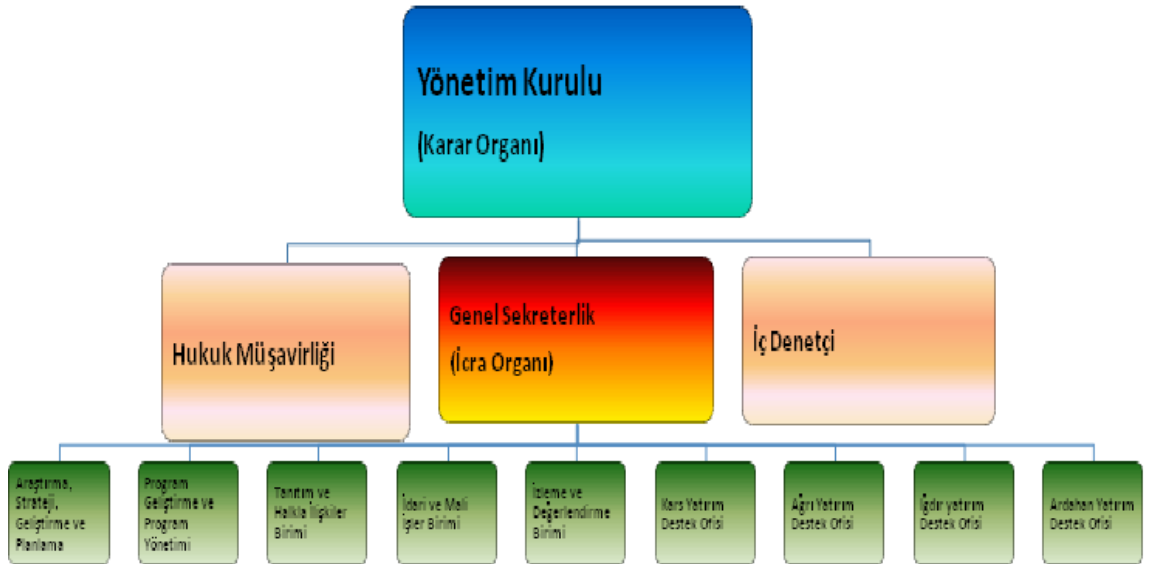 Yönetim Kurulu
(Karar Organı)
Hukuk Müşavirliği
Genel Sekreterlik
(İcra Organı)
İç Denetçi
Araştırma,
Strateji,
Geliştirme ve
Planlama
Program
Geliştirme ve
Program
Yönetimi
Tanıtım ve
Halkla İlişkiler
Birimi
İdari ve Mali
İşler Birimi
İzleme ve
Değerlendirme
Birimi
Kars Yatırım
Destek Ofisi
Ağrı Yatırım
Destek Ofisi
Iğdır yatırım
Destek Ofisi
Ardahan Yatırım
Destek Ofisi